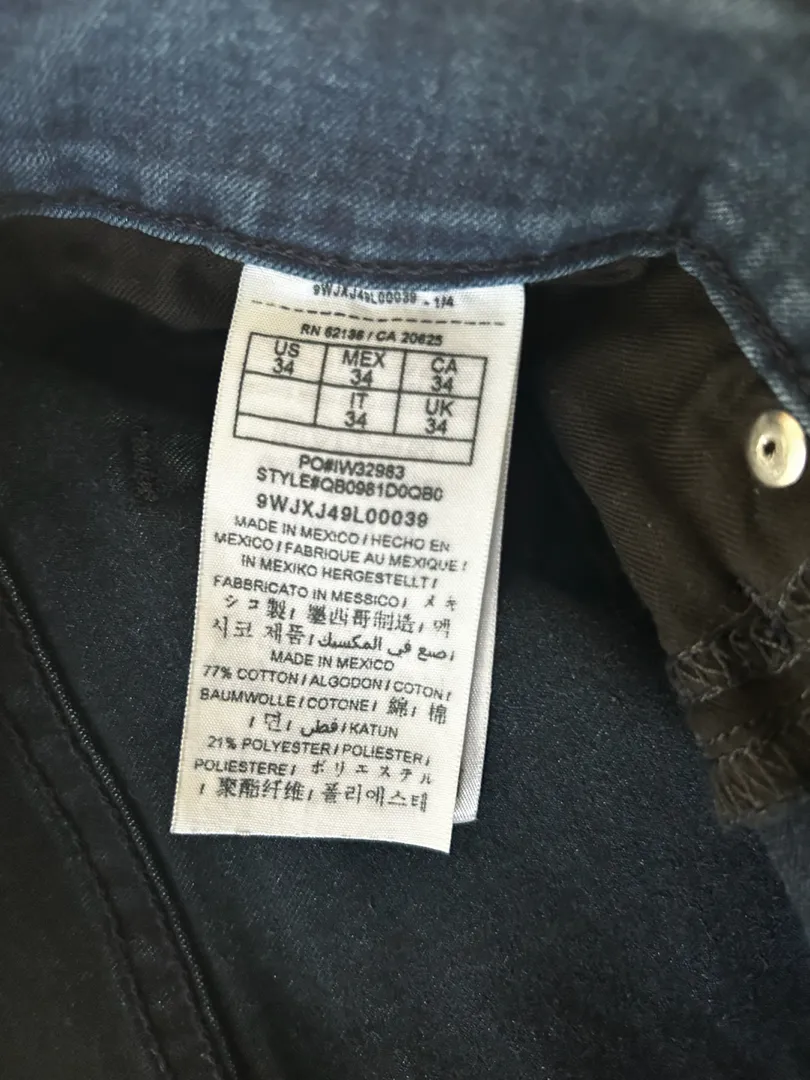 9WJXJ49L00039 - 1/4
RN 62136 / CA 20625
US MEX CA
34 34 34
IT UK
34 34
PO#IW32983
STYLE#QB0981D0QB0
9WJXJ49L00039
MADE IN MEXICO / HECHO EN
MEXICO / FABRIQUE AU MEXIQUE /
IN MEXIKO HERGESTELLT /
FABBRICATO IN MESSICO / メキ
シコ製 / 墨西哥制造 / 멕
시코 제품 / صنع في المكسيك /
MADE IN MEXICO
77% COTTON / ALGODON / COTON /
BAUMWOLLE / COTONE / 綿 / 棉
/ 면 / قطن / KATUN
21% POLYESTER / POLIESTER /
POLIESTERE / ポリエステル
/ 聚酯纤维 / 폴리에스테